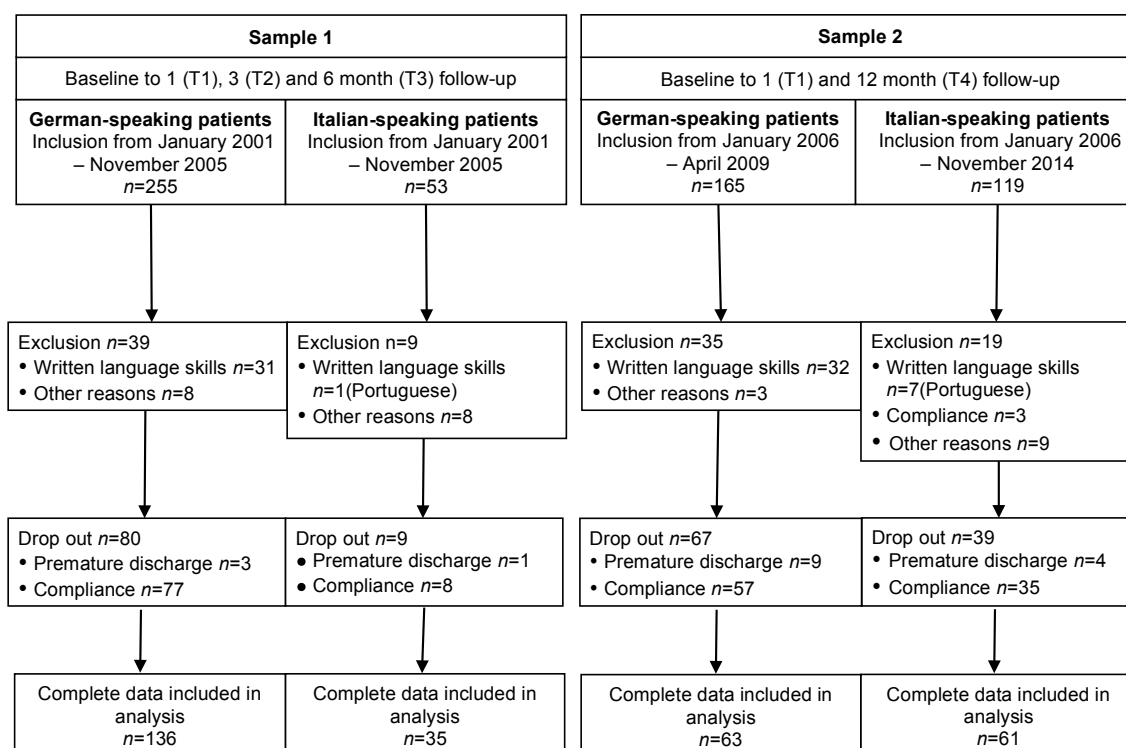 Sample 1
Baseline to 1 (T1), 3 (T2) and 6 month (T3) follow-up
German-speaking patients
Inclusion from January 2001
– November 2005
n=255
Italian-speaking patients
Inclusion from January 2001
– November 2005
n=53
Exclusion n=39
• Written language skills n=31
• Other reasons n=8
Exclusion n=9
• Written language skills
n=1(Portuguese)
• Other reasons n=8
Drop out n=80
• Premature discharge n=3
• Compliance n=77
Drop out n=9
● Premature discharge n=1
● Compliance n=8
Complete data included in
analysis
n=136
Complete data included in
analysis
n=35
Sample 2
Baseline to 1 (T1) and 12 month (T4) follow-up
German-speaking patients
Inclusion from January 2006
– April 2009
n=165
Italian-speaking patients
Inclusion from January 2006
– November 2014
n=119
Exclusion n=35
• Written language skills n=32
• Other reasons n=3
Exclusion n=19
• Written language skills
n=7(Portuguese)
• Compliance n=3
• Other reasons n=9
Drop out n=67
• Premature discharge n=9
• Compliance n=57
Drop out n=39
• Premature discharge n=4
• Compliance n=35
Complete data included in
analysis
n=63
Complete data included in
analysis
n=61